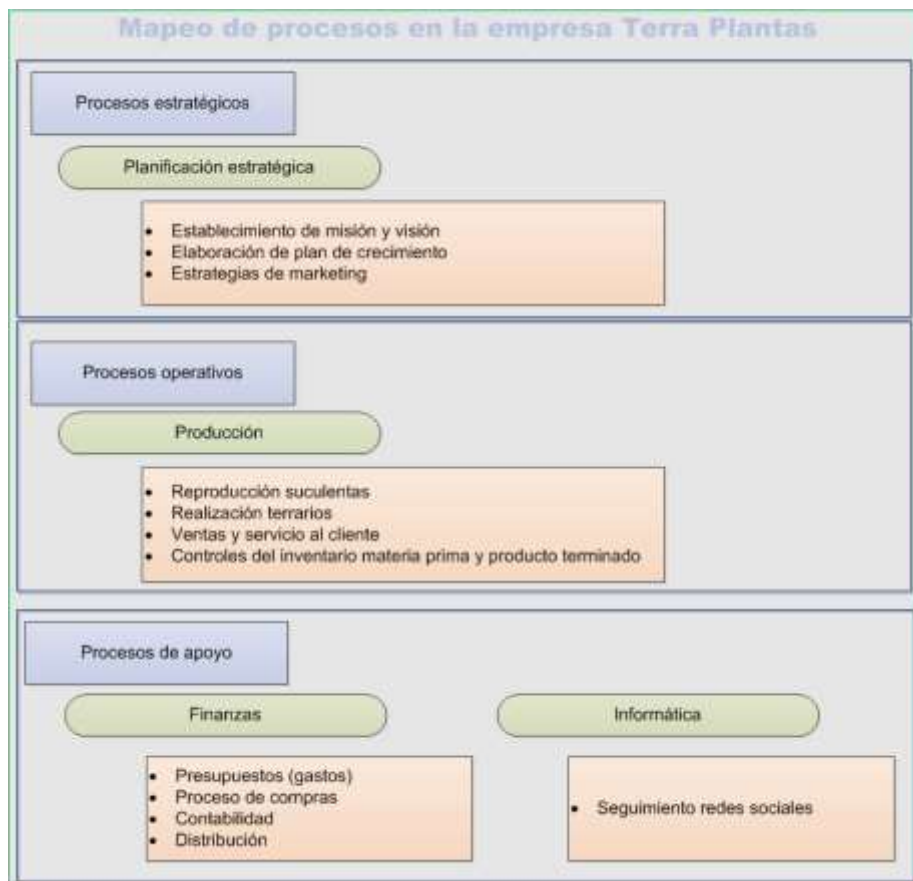 Mapeo de procesos en la empresa Terra Plantas
Procesos estratégicos
Planificación estratégica
• Establecimiento de misión y visión
• Elaboración de plan de crecimiento
• Estrategias de marketing
Procesos operativos
Producción
• Reproducción suculentas
• Realización terrarios
• Ventas y servicio al cliente
• Controles del inventario materia prima y producto terminado
Procesos de apoyo
Finanzas
• Presupuestos (gastos)
• Proceso de compras
• Contabilidad
• Distribución
Informática
• Seguimiento redes sociales